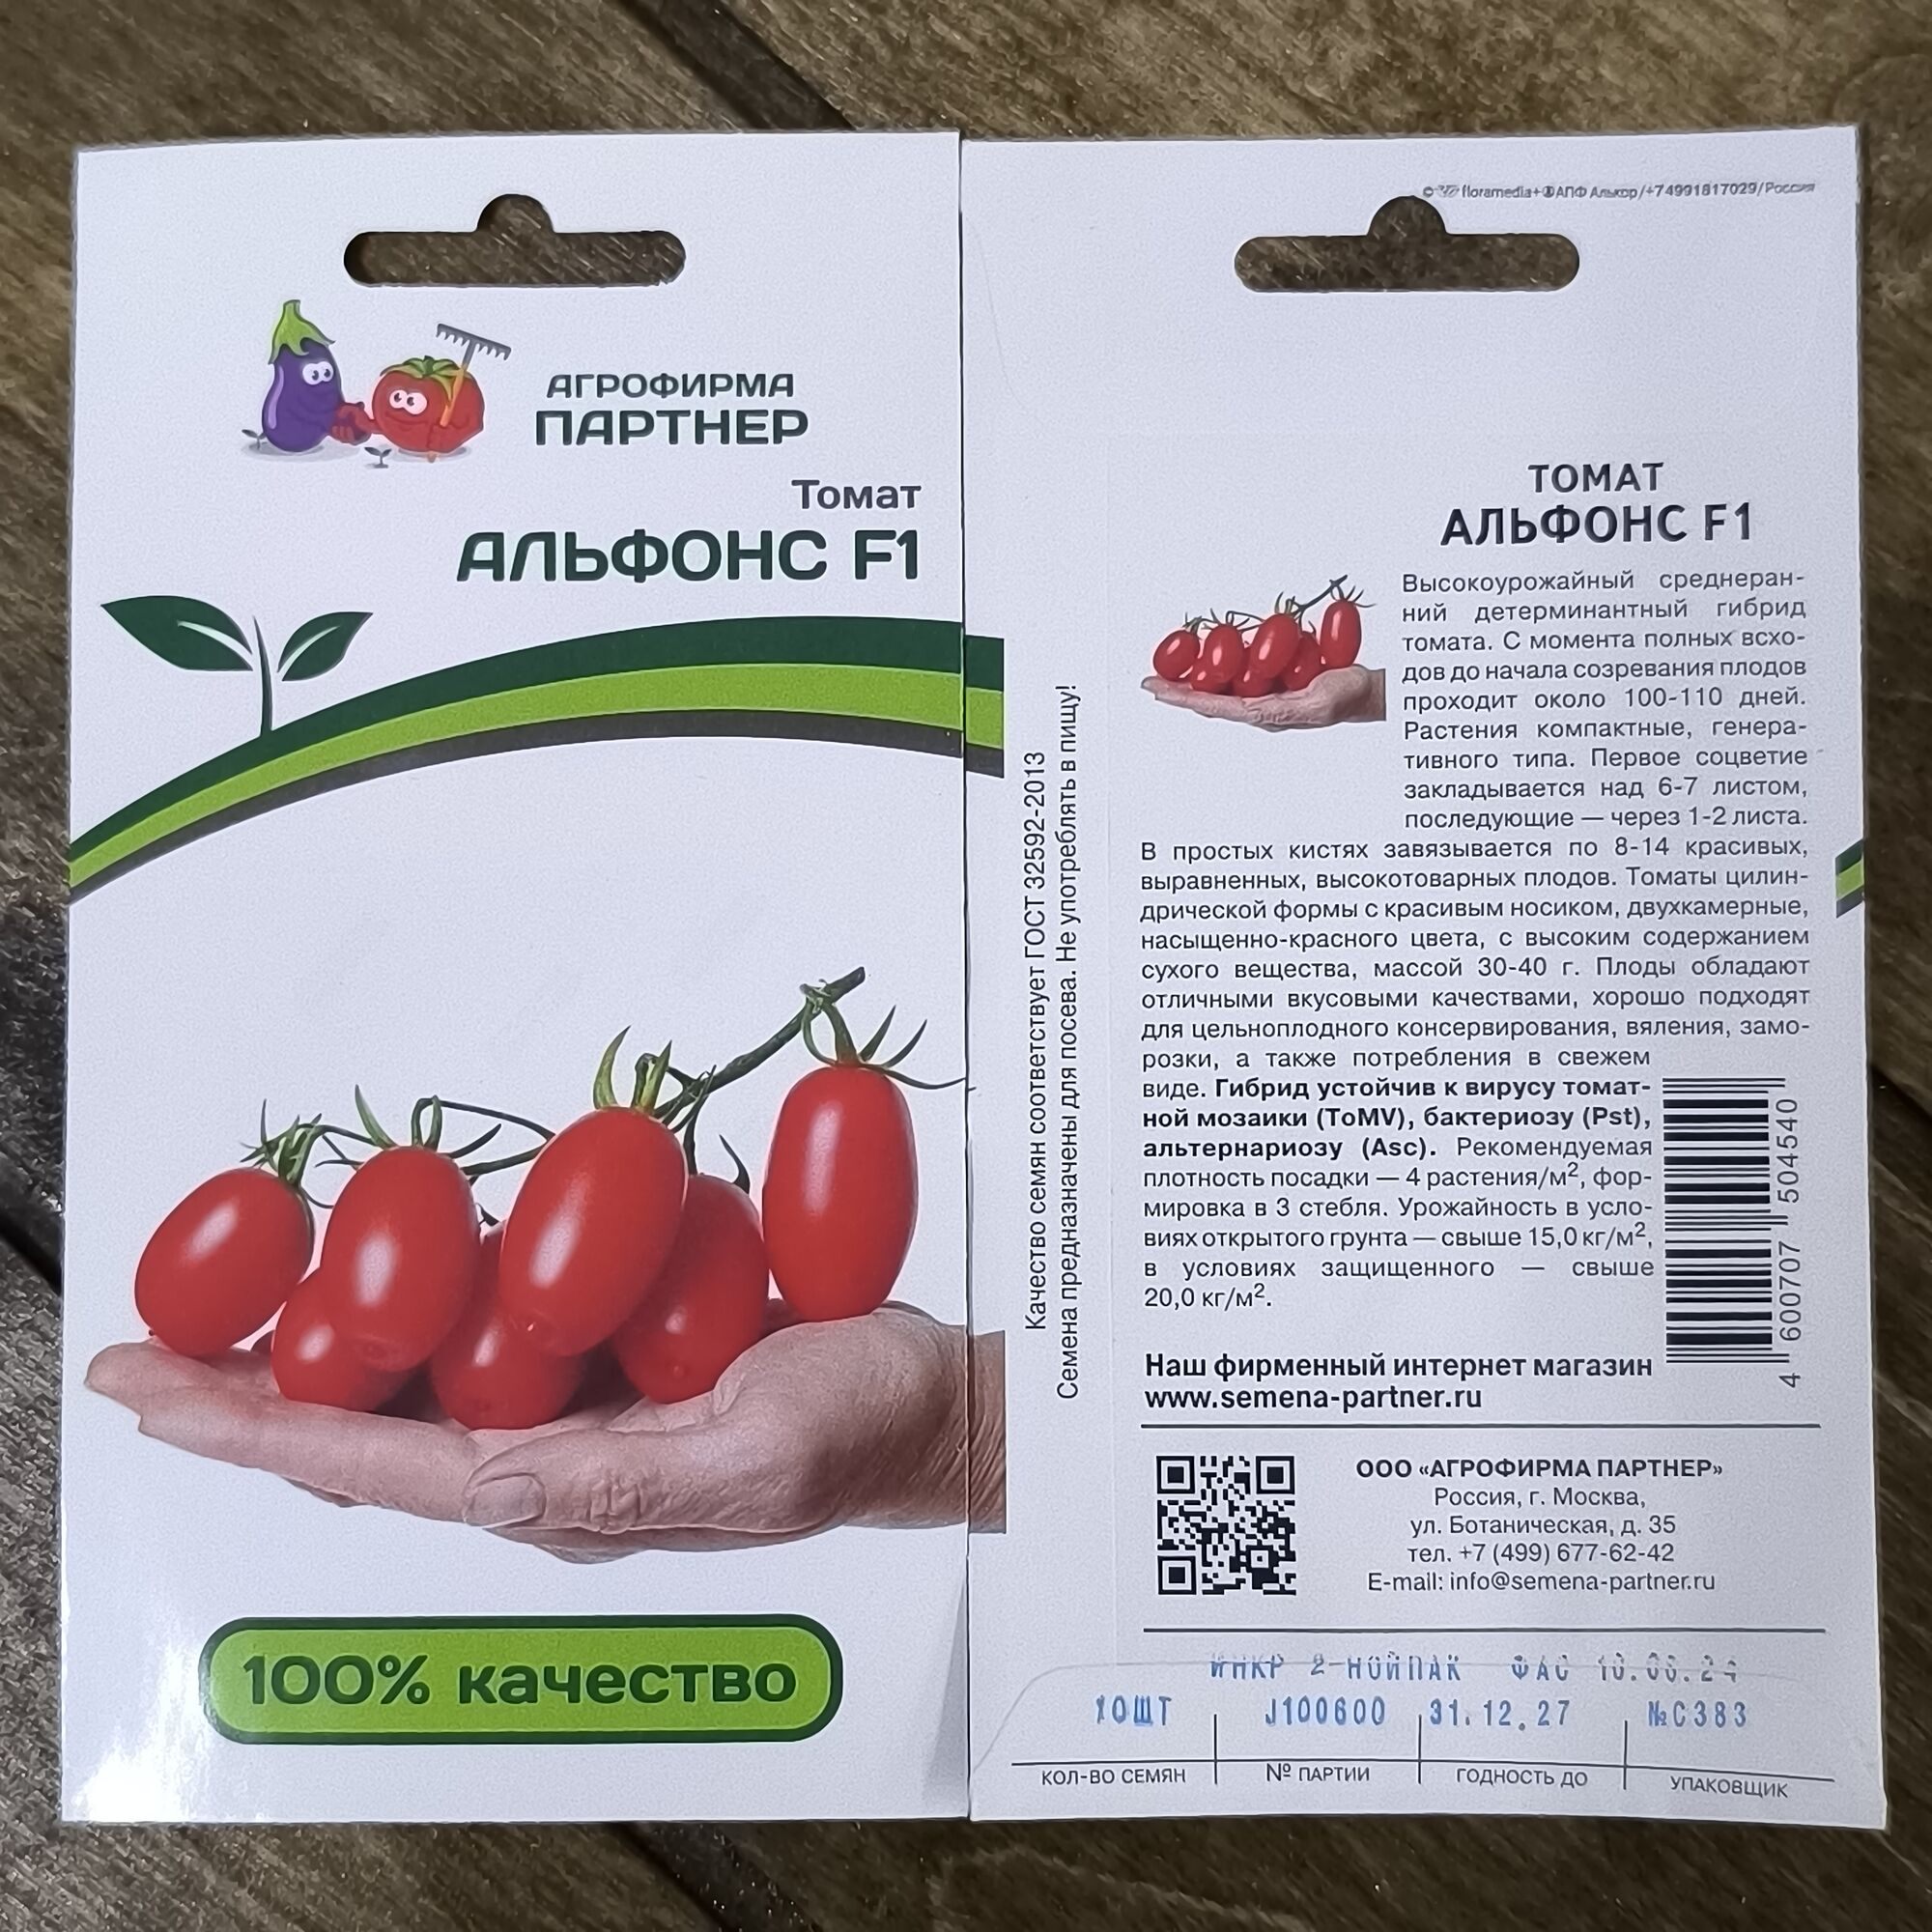 АГРОФИРМА
ПАРТНЕР
Томат
АЛЬФОНС F1
100% качество
floramedia+ АПФ Алькор/+74991817029/Россия
Качество семян соответствует ГОСТ 32592-2013
Семена предназначены для посева. Не употреблять в пищу!
ТОМАТ
АЛЬФОНС F1
Высокоурожайный среднеран-
ний детерминантный гибрид
томата. С момента полных всхо-
дов до начала созревания плодов
проходит около 100-110 дней.
Растения компактные, генера-
тивного типа. Первое соцветие
закладывается над 6-7 листом,
последующие — через 1-2 листа.
В простых кистях завязывается по 8-14 красивых,
выравненных, высокотоварных плодов. Томаты цилин-
дрической формы с красивым носиком, двухкамерные,
насыщенно-красного цвета, с высоким содержанием
сухого вещества, массой 30-40 г. Плоды обладают
отличными вкусовыми качествами, хорошо подходят
для цельноплодного консервирования, вяления, замо-
розки, а также потребления в свежем
виде. Гибрид устойчив к вирусу томат-
ной мозаики (ToMV), бактериозу (Pst),
альтернариозу (Asc). Рекомендуемая
плотность посадки — 4 растения/м², фор-
мировка в 3 стебля. Урожайность в усло-
виях открытого грунта — свыше 15,0 кг/м²,
в условиях защищенного — свыше
20,0 кг/м².
4 600707 504540
Наш фирменный интернет магазин
www.semena-partner.ru
ООО «АГРОФИРМА ПАРТНЕР»
Россия, г. Москва,
ул. Ботаническая, д. 35
тел. +7 (499) 677-62-42
E-mail: info@semena-partner.ru
ИНКР 2-НОЙПАК ФАС
10ШТ J100600 31.12.27 №С383
КОЛ-ВО СЕМЯН № ПАРТИИ ГОДНОСТЬ ДО УПАКОВЩИК